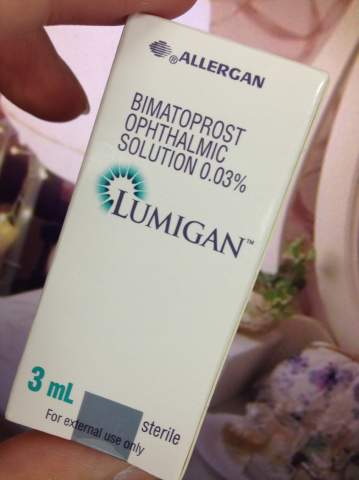 ® ALLERGAN
BIMATOPROST
OPHTHALMIC
SOLUTION 0.03%
LUMIGAN™
3 mL
sterile
For external use only